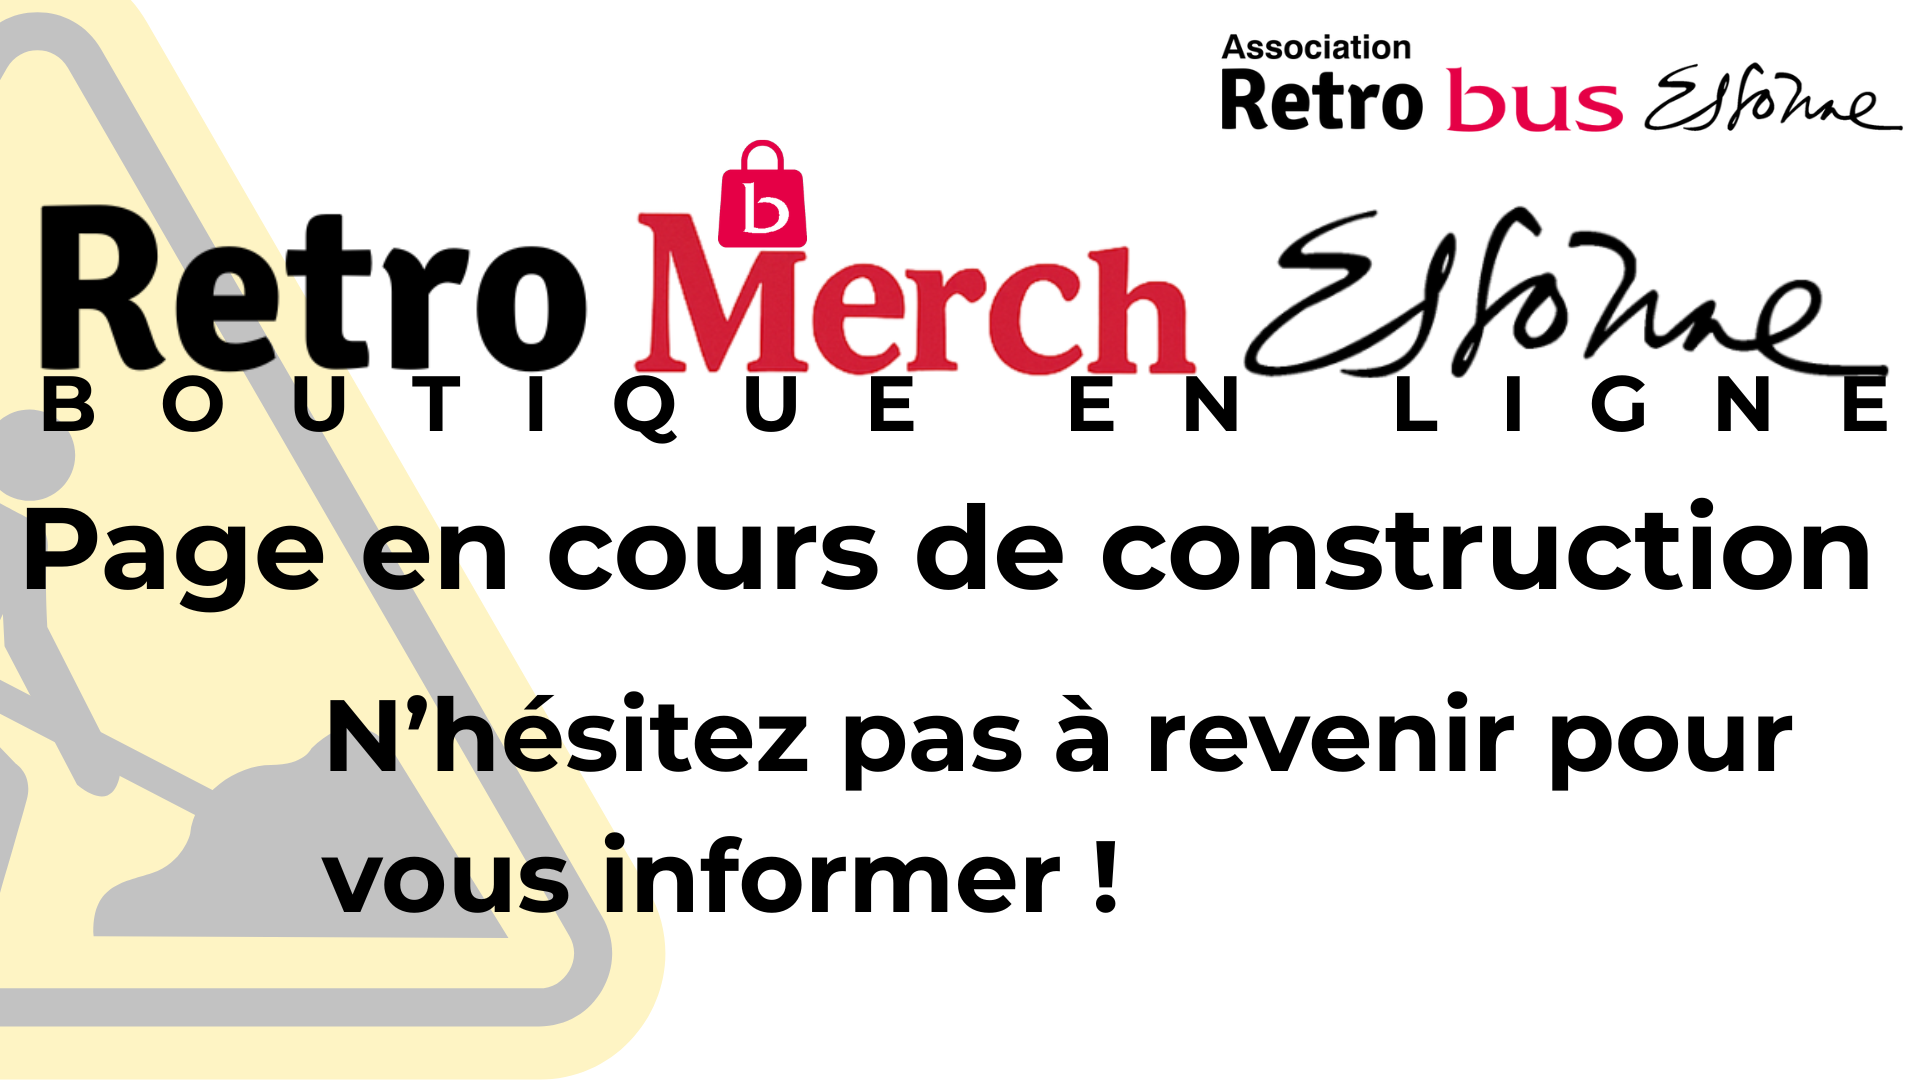 Association
Retro bus Essonne
b
Retro Merch Essonne
BOUTIQUE EN LIGNE
Page en cours de construction
N’hésitez pas à revenir pour
vous informer !